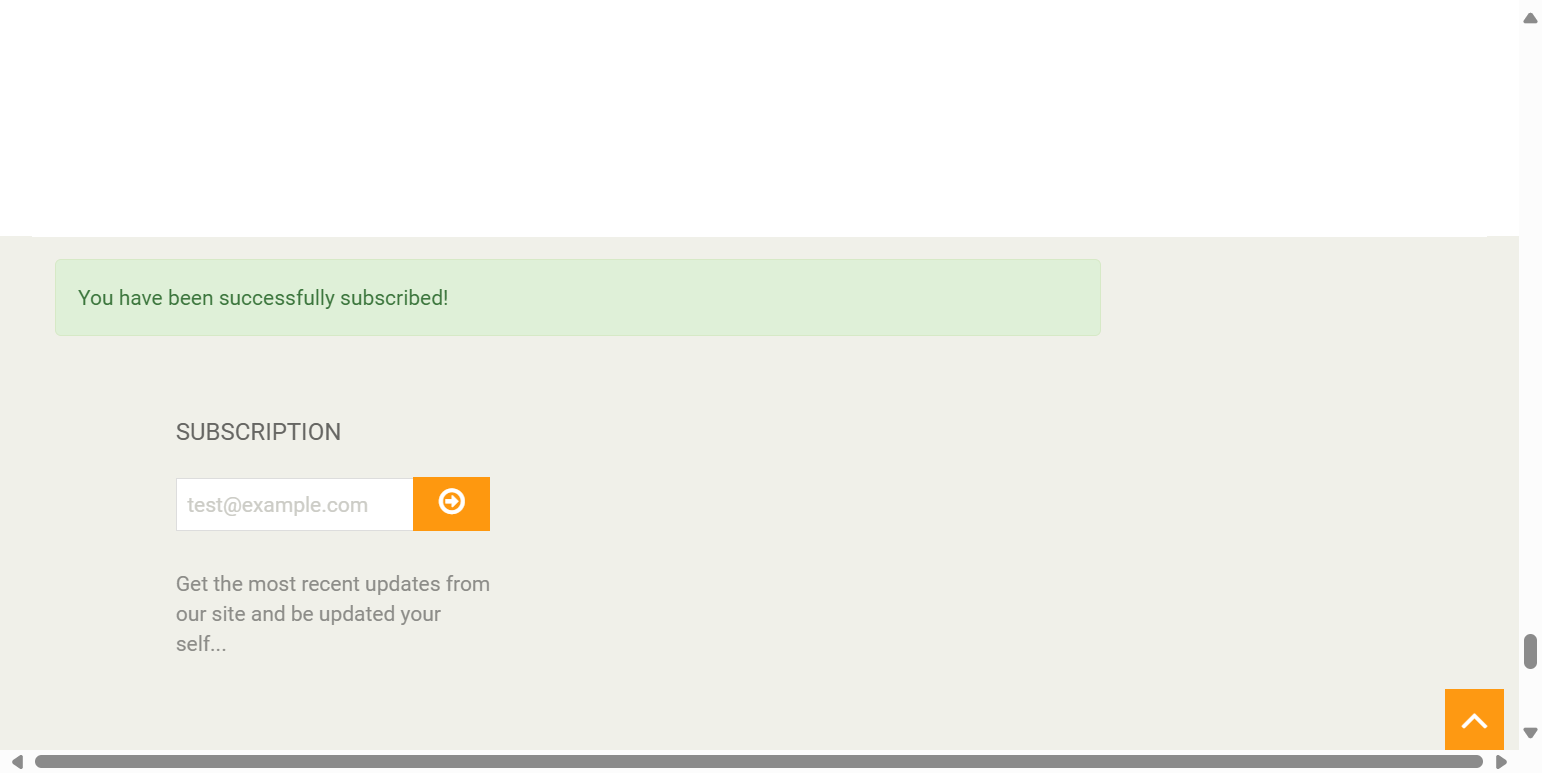 You have been successfully subscribed!
SUBSCRIPTION
test@example.com
Get the most recent updates from
our site and be updated your
self...